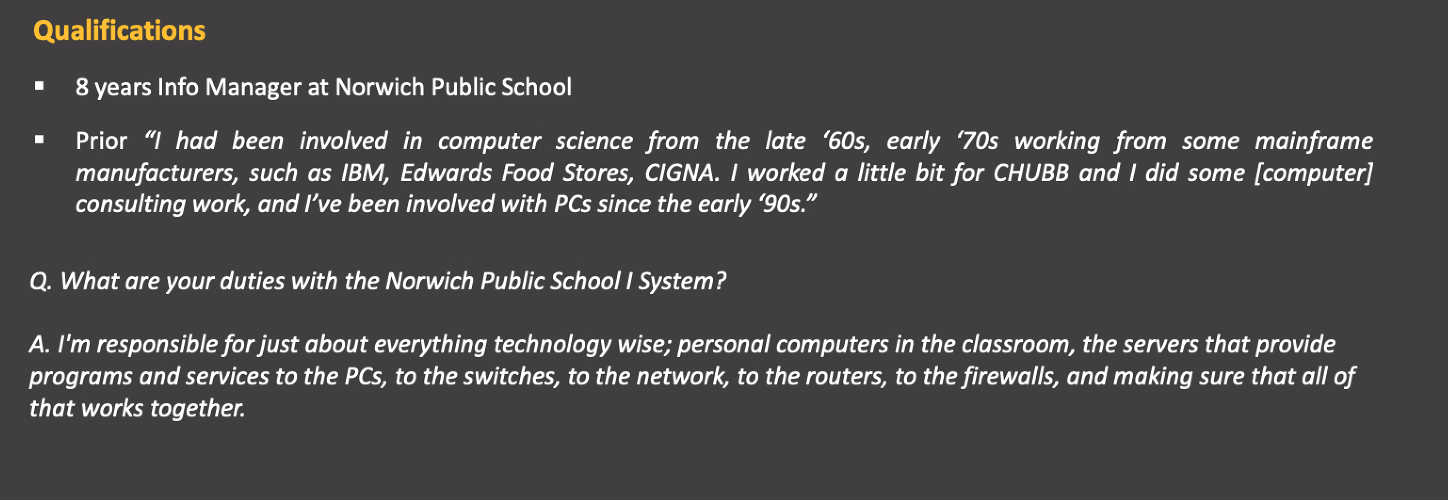 Qualifications
▪ 8 years Info Manager at Norwich Public School
▪ Prior “I had been involved in computer science from the late ‘60s, early ‘70s working from some mainframe
manufacturers, such as IBM, Edwards Food Stores, CIGNA. I worked a little bit for CHUBB and I did some [computer]
consulting work, and I’ve been involved with PCs since the early ‘90s.”
Q. What are your duties with the Norwich Public School I System?
A. I'm responsible for just about everything technology wise; personal computers in the classroom, the servers that provide
programs and services to the PCs, to the switches, to the network, to the routers, to the firewalls, and making sure that all of
that works together.